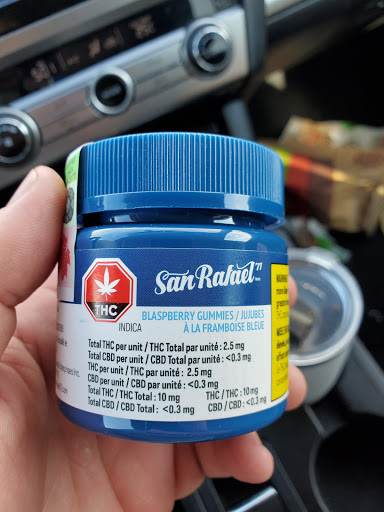 San Rafael '71
THC
INDICA
BLASPBERRY GUMMIES / JUJUBES
À LA FRAMBOISE BLEUE
Total THC per unit / THC Total par unité : 2.5 mg
Total CBD per unit / CBD Total par unité : <0.3 mg
THC per unit / THC par unité : 2.5 mg
CBD per unit / CBD par unité : <0.3 mg
Total THC / THC Total : 10 mg THC / THC : 10 mg
Total CBD / CBD Total : <0.3 mg CBD / CBD : <0.3 mg